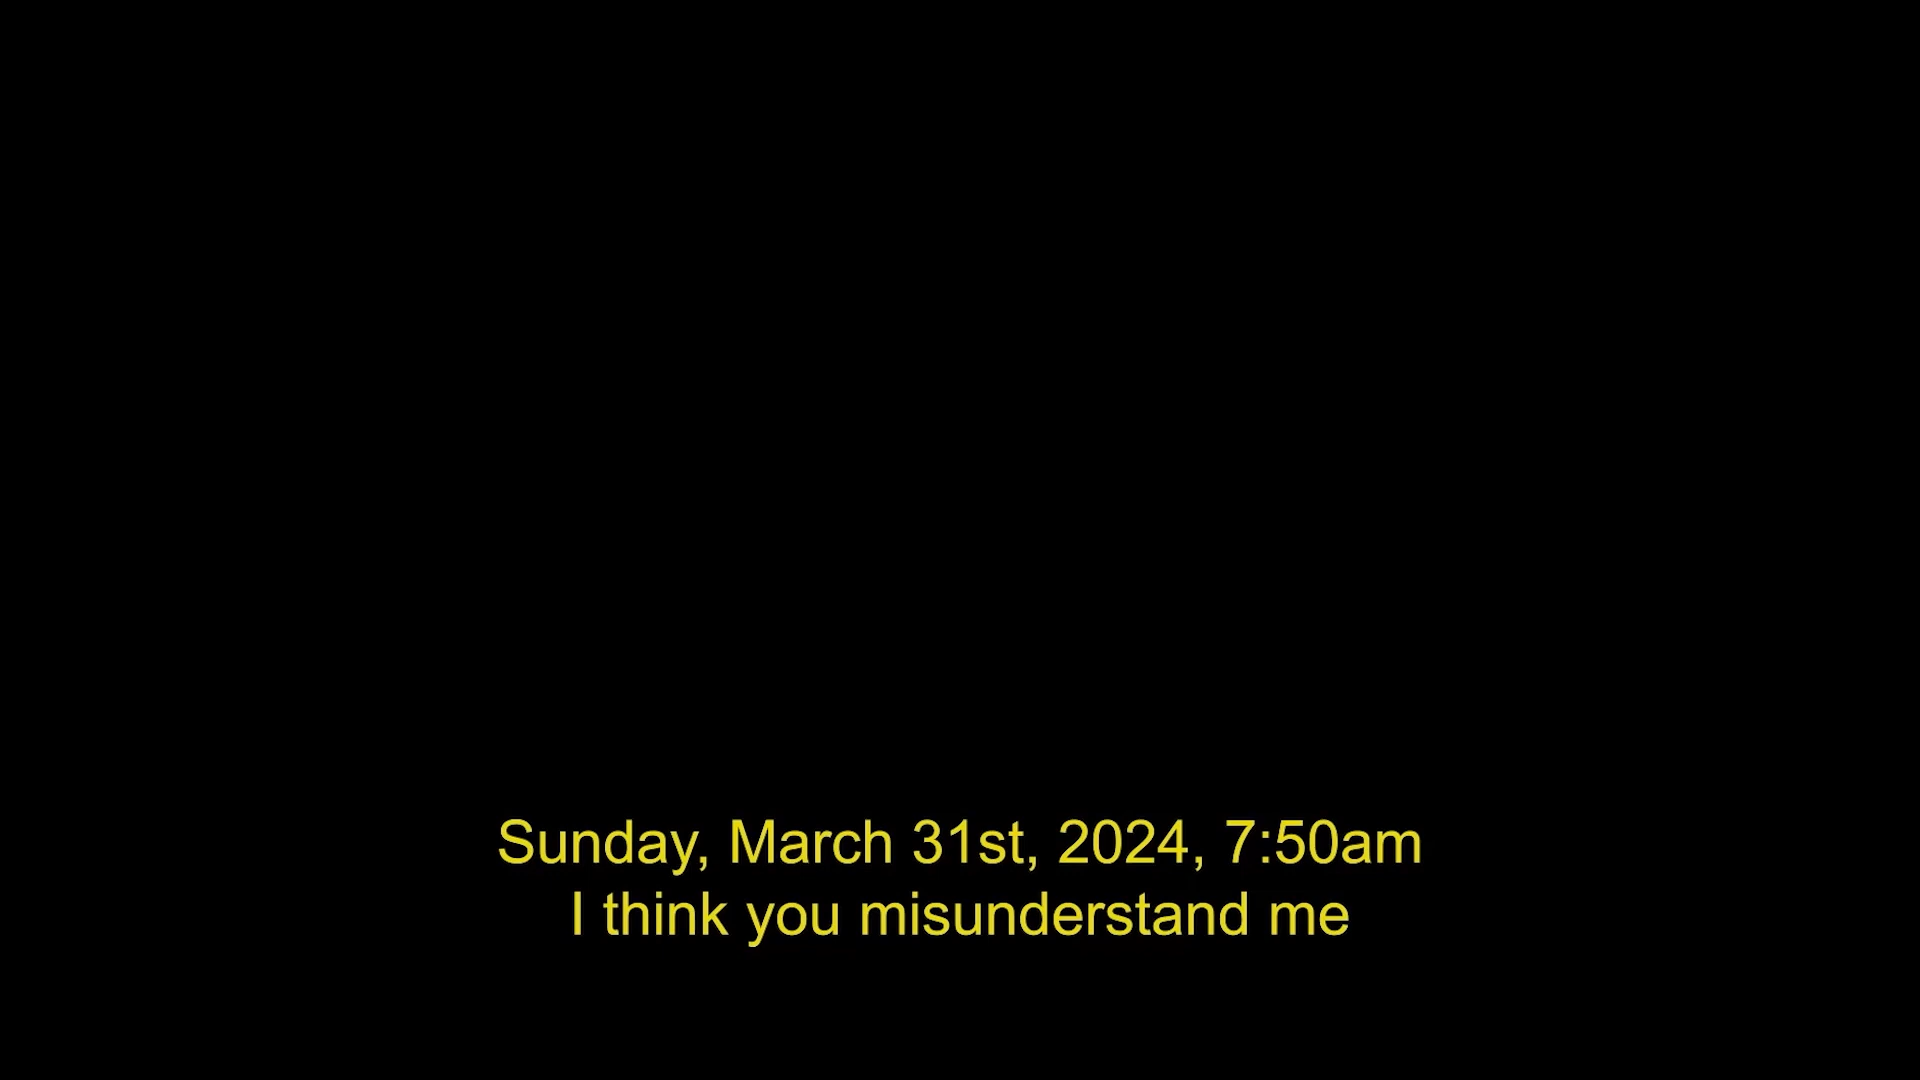 Sunday, March 31st, 2024, 7:50am
I think you misunderstand me